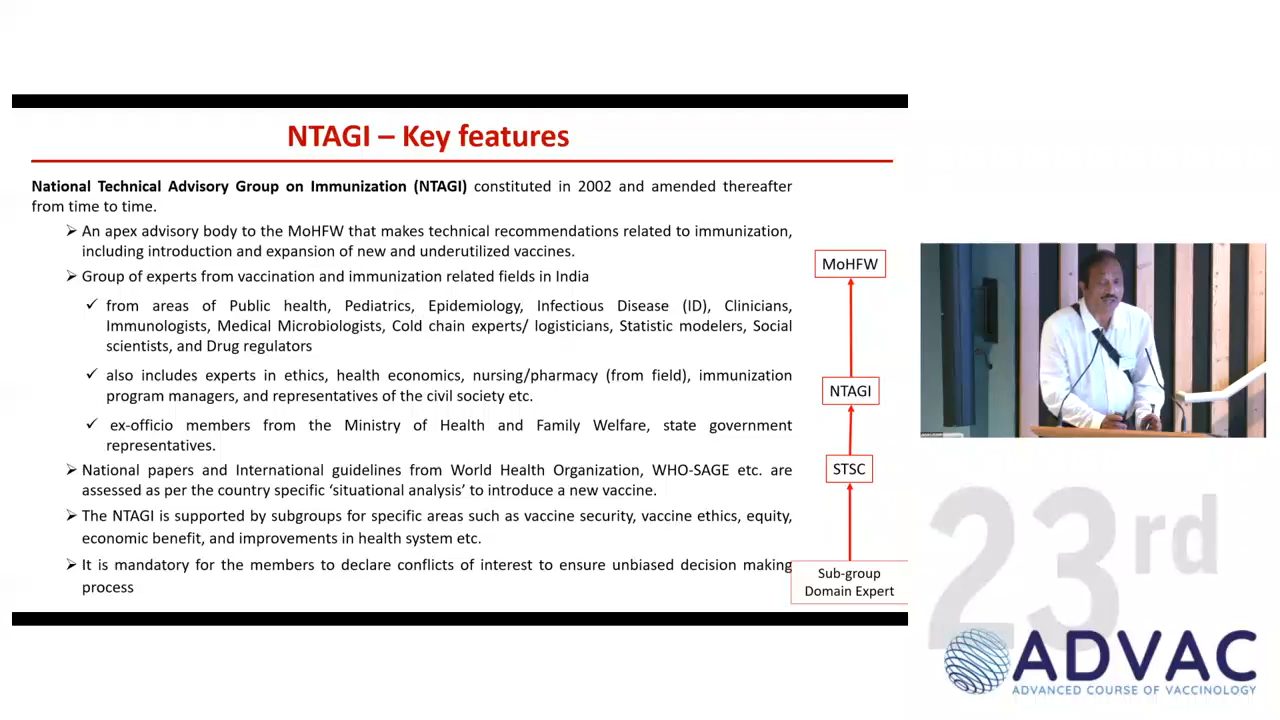 NTAGI – Key features
National Technical Advisory Group on Immunization (NTAGI) constituted in 2002 and amended thereafter
from time to time.
➢ An apex advisory body to the MoHFW that makes technical recommendations related to immunization,
including introduction and expansion of new and underutilized vaccines.
➢ Group of experts from vaccination and immunization related fields in India
✓ from areas of Public health, Pediatrics, Epidemiology, Infectious Disease (ID), Clinicians,
Immunologists, Medical Microbiologists, Cold chain experts/ logisticians, Statistic modelers, Social
scientists, and Drug regulators
✓ also includes experts in ethics, health economics, nursing/pharmacy (from field), immunization
program managers, and representatives of the civil society etc.
✓ ex-officio members from the Ministry of Health and Family Welfare, state government
representatives.
➢ National papers and International guidelines from World Health Organization, WHO-SAGE etc. are
assessed as per the country specific ‘situational analysis’ to introduce a new vaccine.
➢ The NTAGI is supported by subgroups for specific areas such as vaccine security, vaccine ethics, equity,
economic benefit, and improvements in health system etc.
➢ It is mandatory for the members to declare conflicts of interest to ensure unbiased decision making
process
MoHFW
NTAGI
STSC
Sub-group
Domain Expert
23rd
ADVAC
ADVANCED COURSE OF VACCINOLOGY